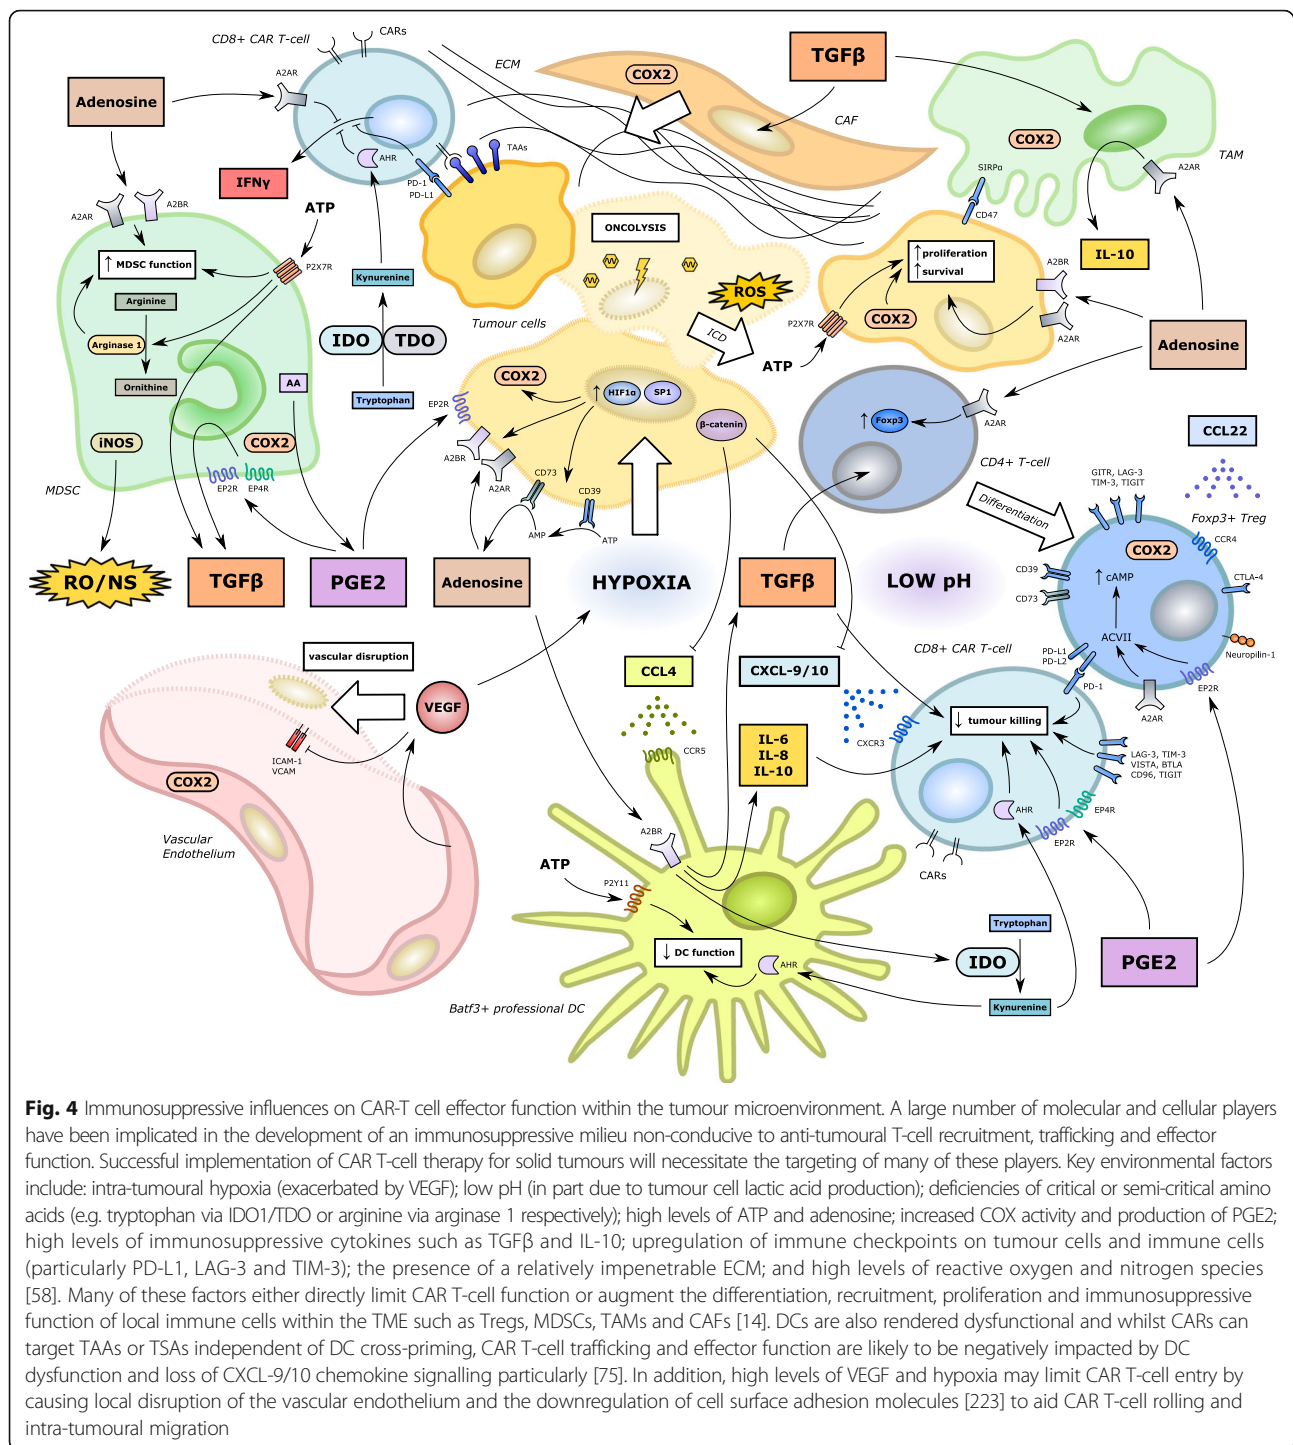 CD8+ CAR T-cell
CARs
ECM
COX2
TGFβ
CAF
TAM
A2AR
Adenosine
AHR
TAAs
PD-1
PD-L1
IFNγ
ATP
COX2
SIRPα
CD47
A2AR
A2AR
A2BR
↑ MDSC function
P2X7R
Arginine
Arginase 1
Ornithine
AA
iNOS
COX2
EP2R
EP4R
MDSC
Kynurenine
IDO
TDO
Tryptophan
Tumour cells
ONCOLYSIS
ROS
ICD
ATP
↑ proliferation
↑ survival
COX2
P2X7R
A2BR
A2AR
IL-10
Adenosine
COX2
↑ HIF1α
SP1
β-catenin
EP2R
A2BR
A2AR
CD73
CD39
AMP
ATP
↑ Foxp3
A2AR
CD4+ T-cell
Differentiation
CCL22
GITR, LAG-3
TIM-3, TIGIT
Foxp3+ Treg
CCR4
COX2
CD39
CD73
↑ cAMP
CTLA-4
ACVII
Neuropilin-1
PD-L1
PD-L2
EP2R
PD-1
A2AR
RO/NS
TGFβ
PGE2
Adenosine
HYPOXIA
TGFβ
LOW pH
vascular disruption
VEGF
ICAM-1
VCAM
COX2
Vascular
Endothelium
CCL4
CXCL-9/10
CD8+ CAR T-cell
CXCR3
↓ tumour killing
LAG-3, TIM-3
VISTA, BTLA
CD96, TIGIT
AHR
EP4R
EP2R
CARs
IL-6
IL-8
IL-10
CCR5
A2BR
ATP
P2Y11
↓ DC function
AHR
Batf3+ professional DC
Tryptophan
IDO
Kynurenine
PGE2
Fig. 4 Immunosuppressive influences on CAR-T cell effector function within the tumour microenvironment. A large number of molecular and cellular players
have been implicated in the development of an immunosuppressive milieu non-conducive to anti-tumoural T-cell recruitment, trafficking and effector
function. Successful implementation of CAR T-cell therapy for solid tumours will necessitate the targeting of many of these players. Key environmental factors
include: intra-tumoural hypoxia (exacerbated by VEGF); low pH (in part due to tumour cell lactic acid production); deficiencies of critical or semi-critical amino
acids (e.g. tryptophan via IDO1/TDO or arginine via arginase 1 respectively); high levels of ATP and adenosine; increased COX activity and production of PGE2;
high levels of immunosuppressive cytokines such as TGFβ and IL-10; upregulation of immune checkpoints on tumour cells and immune cells
(particularly PD-L1, LAG-3 and TIM-3); the presence of a relatively impenetrable ECM; and high levels of reactive oxygen and nitrogen species
[58]. Many of these factors either directly limit CAR T-cell function or augment the differentiation, recruitment, proliferation and immunosuppressive
function of local immune cells within the TME such as Tregs, MDSCs, TAMs and CAFs [14]. DCs are also rendered dysfunctional and whilst CARs can
target TAAs or TSAs independent of DC cross-priming, CAR T-cell trafficking and effector function are likely to be negatively impacted by DC
dysfunction and loss of CXCL-9/10 chemokine signalling particularly [75]. In addition, high levels of VEGF and hypoxia may limit CAR T-cell entry by
causing local disruption of the vascular endothelium and the downregulation of cell surface adhesion molecules [223] to aid CAR T-cell rolling and
intra-tumoural migration